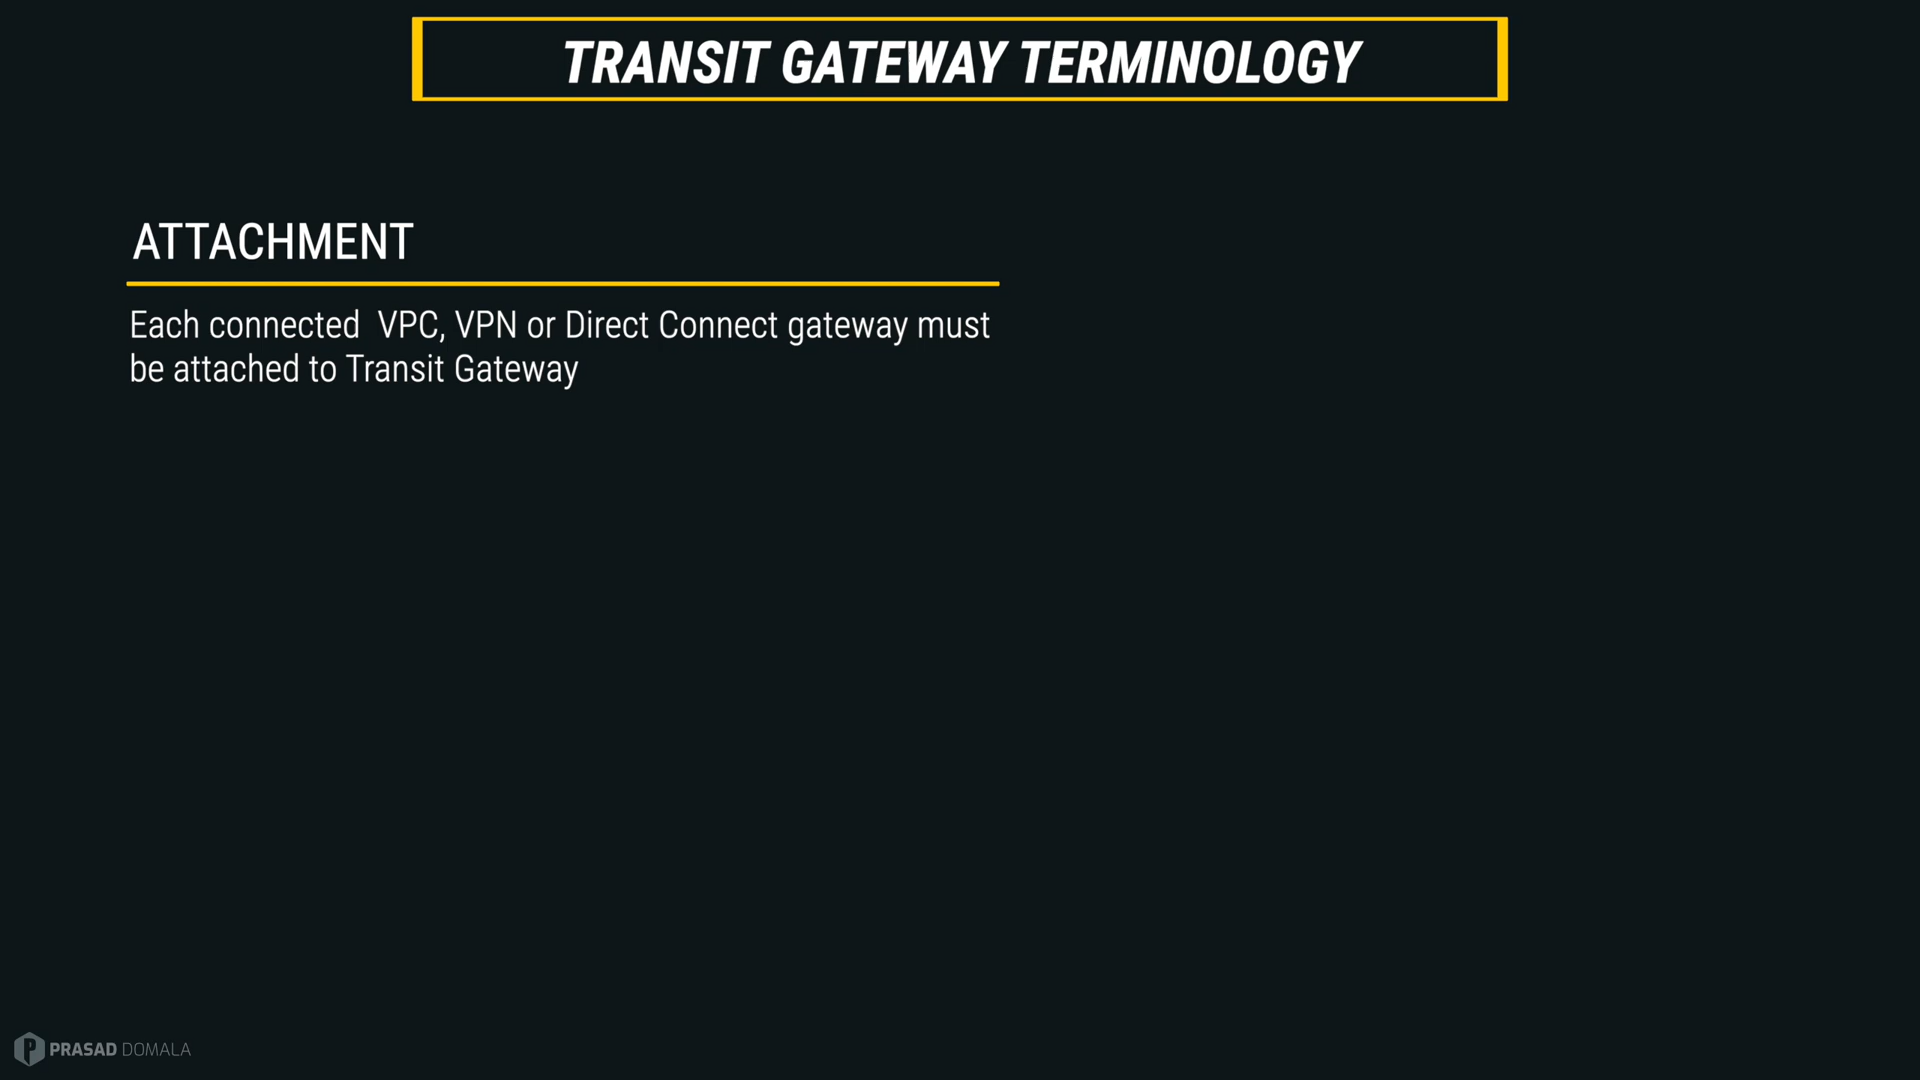 TRANSIT GATEWAY TERMINOLOGY
ATTACHMENT
Each connected  VPC, VPN or Direct Connect gateway must
be attached to Transit Gateway
PRASAD DOMALA